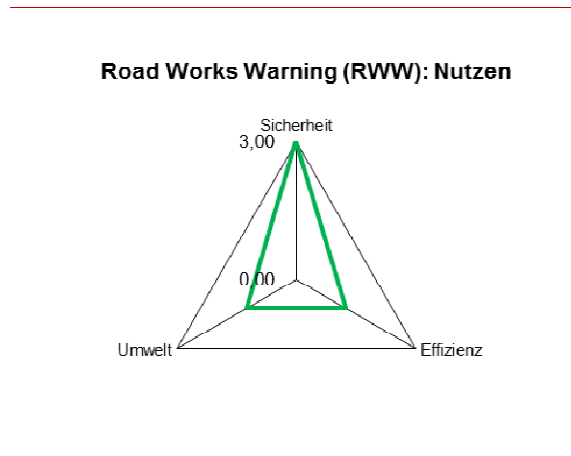 Road Works Warning (RWW): Nutzen
Sicherheit
3,00
0,00
Umwelt
Effizienz